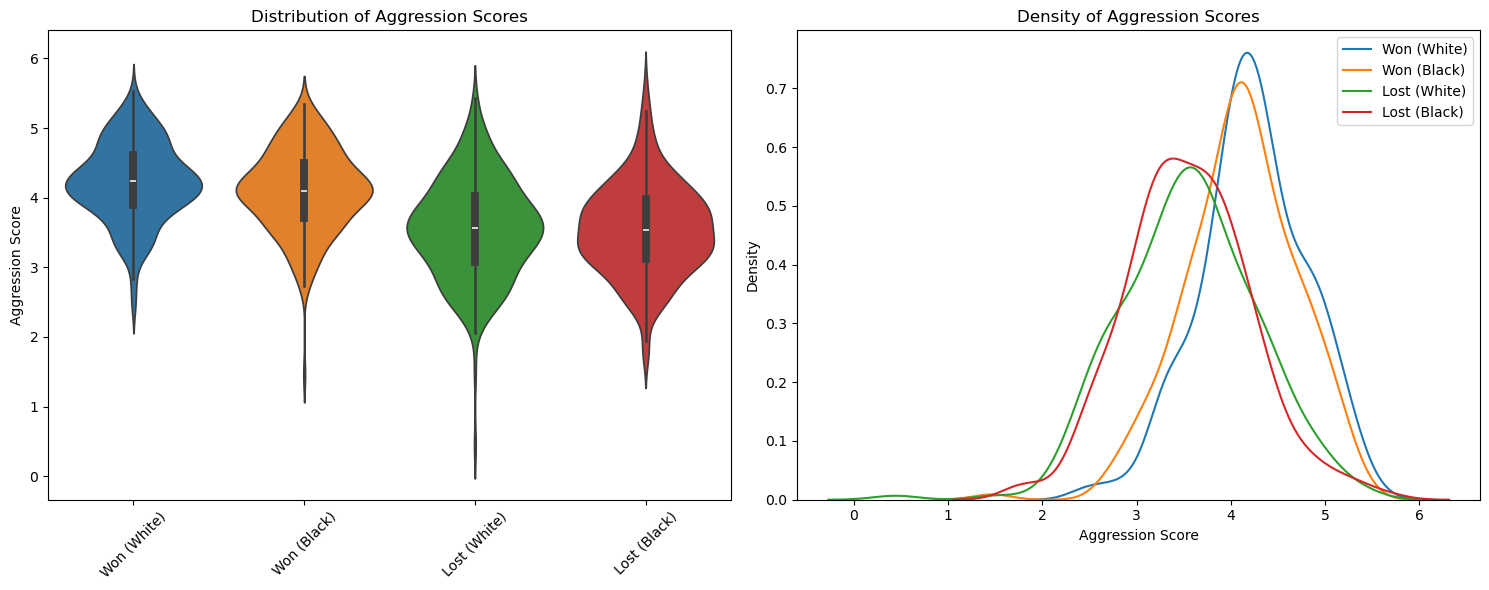 Distribution of Aggression Scores
Aggression Score
6
5
4
3
2
1
0
Won (White)
Won (Black)
Lost (White)
Lost (Black)
Density of Aggression Scores
Density
0.7
0.6
0.5
0.4
0.3
0.2
0.1
0.0
0 1 2 3 4 5 6
Aggression Score
Won (White)
Won (Black)
Lost (White)
Lost (Black)